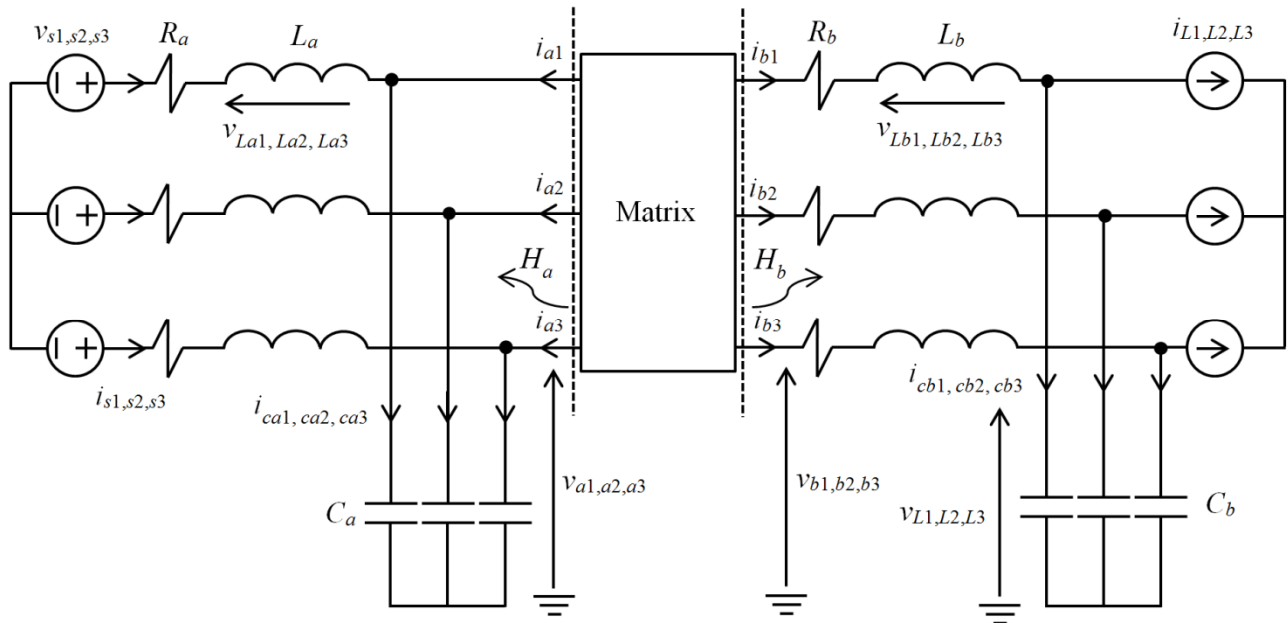 v_{s1,s2,s3}
R_a
L_a
i_{a1}
i_{b1}
R_b
L_b
i_{L1,L2,L3}
v_{La1, La2, La3}
v_{Lb1, Lb2, Lb3}
i_{a2}
Matrix
i_{b2}
H_a
H_b
i_{a3}
i_{b3}
i_{s1,s2,s3}
i_{ca1, ca2, ca3}
i_{cb1, cb2, cb3}
v_{a1,a2,a3}
v_{b1,b2,b3}
C_a
v_{L1,L2,L3}
C_b